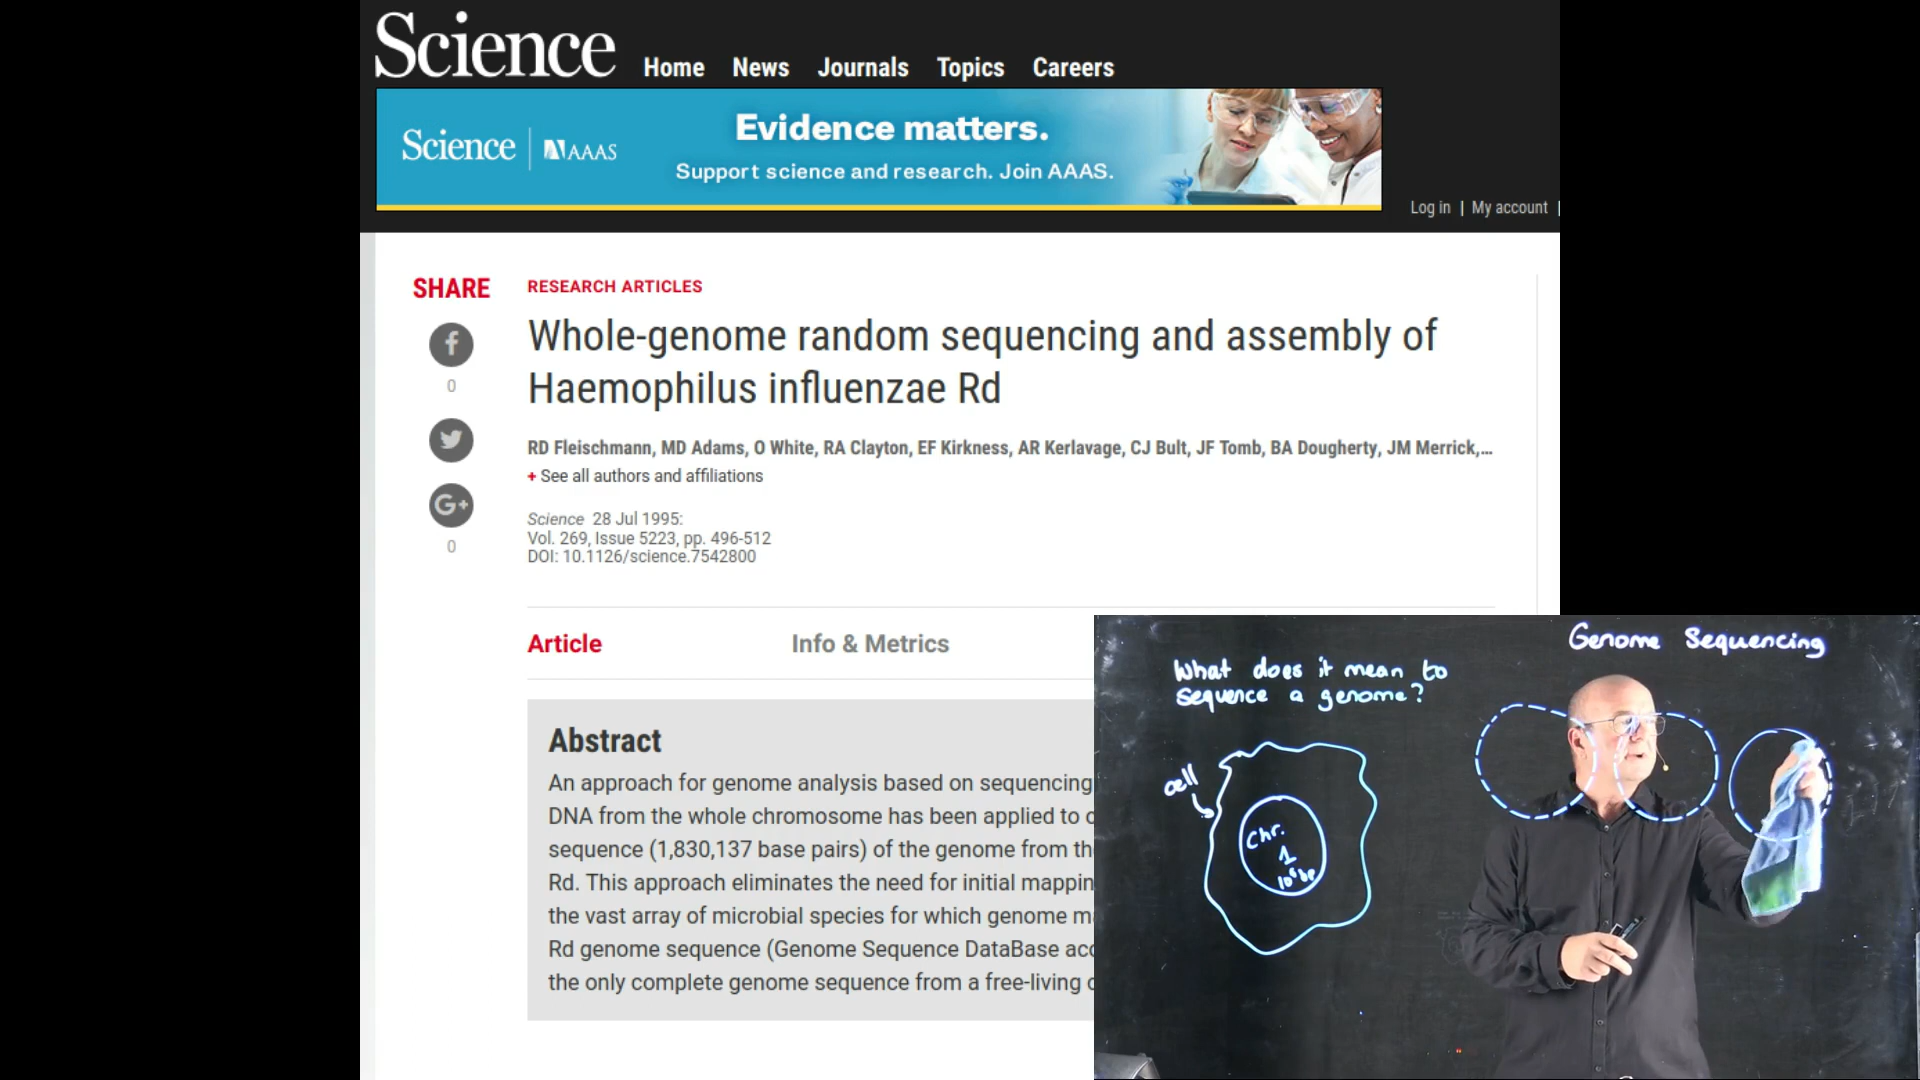 Science
Home News Journals Topics Careers
Science AAAS
Evidence matters.
Support science and research. Join AAAS.
Log in | My account |
SHARE
0
0
RESEARCH ARTICLES
Whole-genome random sequencing and assembly of
Haemophilus influenzae Rd
RD Fleischmann, MD Adams, O White, RA Clayton, EF Kirkness, AR Kerlavage, CJ Bult, JF Tomb, BA Dougherty, JM Merrick,...
+ See all authors and affiliations
Science 28 Jul 1995:
Vol. 269, Issue 5223, pp. 496-512
DOI: 10.1126/science.7542800
Article Info & Metrics
Abstract
An approach for genome analysis based on sequencing
DNA from the whole chromosome has been applied to
sequence (1,830,137 base pairs) of the genome from
Rd. This approach eliminates the need for initial
the vast array of microbial species for which genome
Rd genome sequence (Genome Sequence DataBase
the only complete genome sequence from a free-living
Genome Sequencing
What does it mean to
sequence a genome?
cell
Chr.
1
10⁶ bp